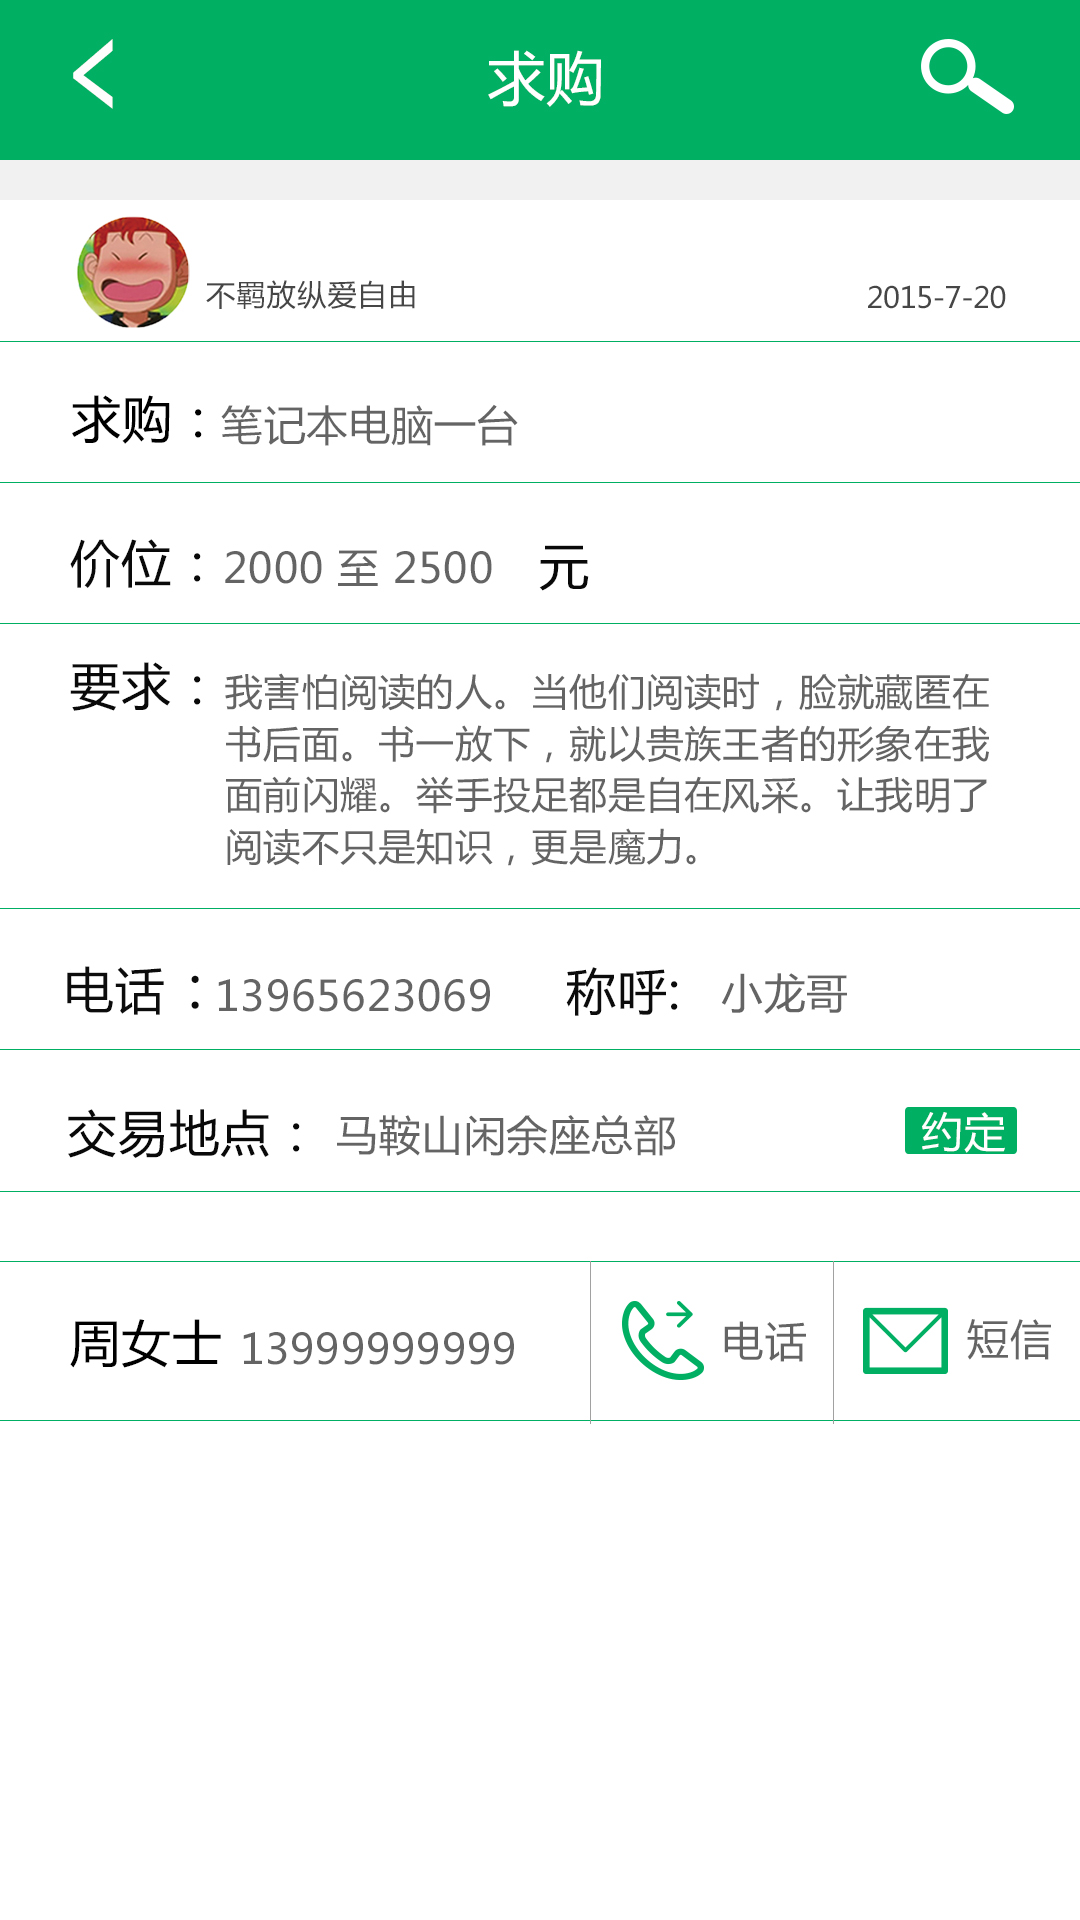 求购
不羁放纵爱自由 2015-7-20
求购：笔记本电脑一台
价位：2000 至 2500 元
要求：我害怕阅读的人。当他们阅读时，脸就藏匿在
书后面。书一放下，就以贵族王者的形象在我
面前闪耀。举手投足都是自在风采。让我明了
阅读不只是知识，更是魔力。
电话：13965623069 称呼: 小龙哥
交易地点： 马鞍山闲余座总部 约定
周女士 13999999999 电话 短信